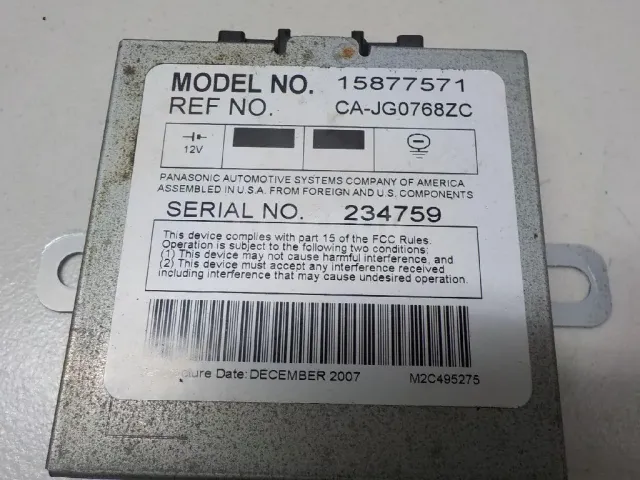 MODEL NO. 15877571
REF NO. CA-JG0768ZC
12V
PANASONIC AUTOMOTIVE SYSTEMS COMPANY OF AMERICA
ASSEMBLED IN U.S.A. FROM FOREIGN AND U.S. COMPONENTS
SERIAL NO. 234759
This device complies with part 15 of the FCC Rules.
Operation is subject to the following two conditions;
(1) This device may not cause harmful interference, and
(2) This device must accept any interference received
including interference that may cause undesired operation.
Date: DECEMBER 2007 M2C495275